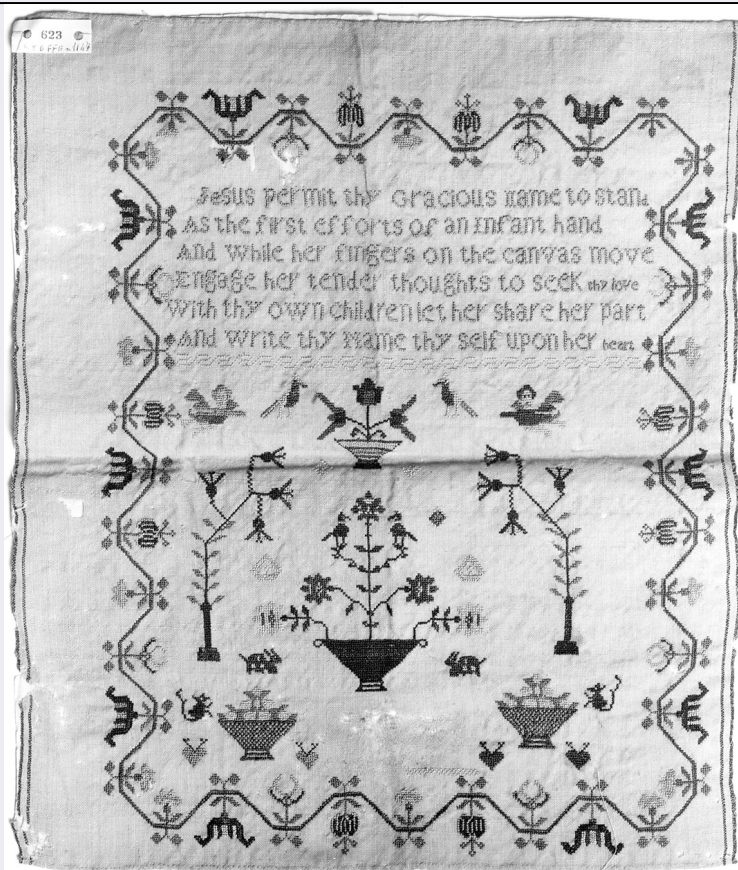 623
Jesus permit thy Gracious Name to stand
As the first efforts of an Infant hand
And While her fingers on the canvas move
Engage her tender thoughts to seek thy love
With thy own Children let her share her part
And Write thy Name thy self upon her heart